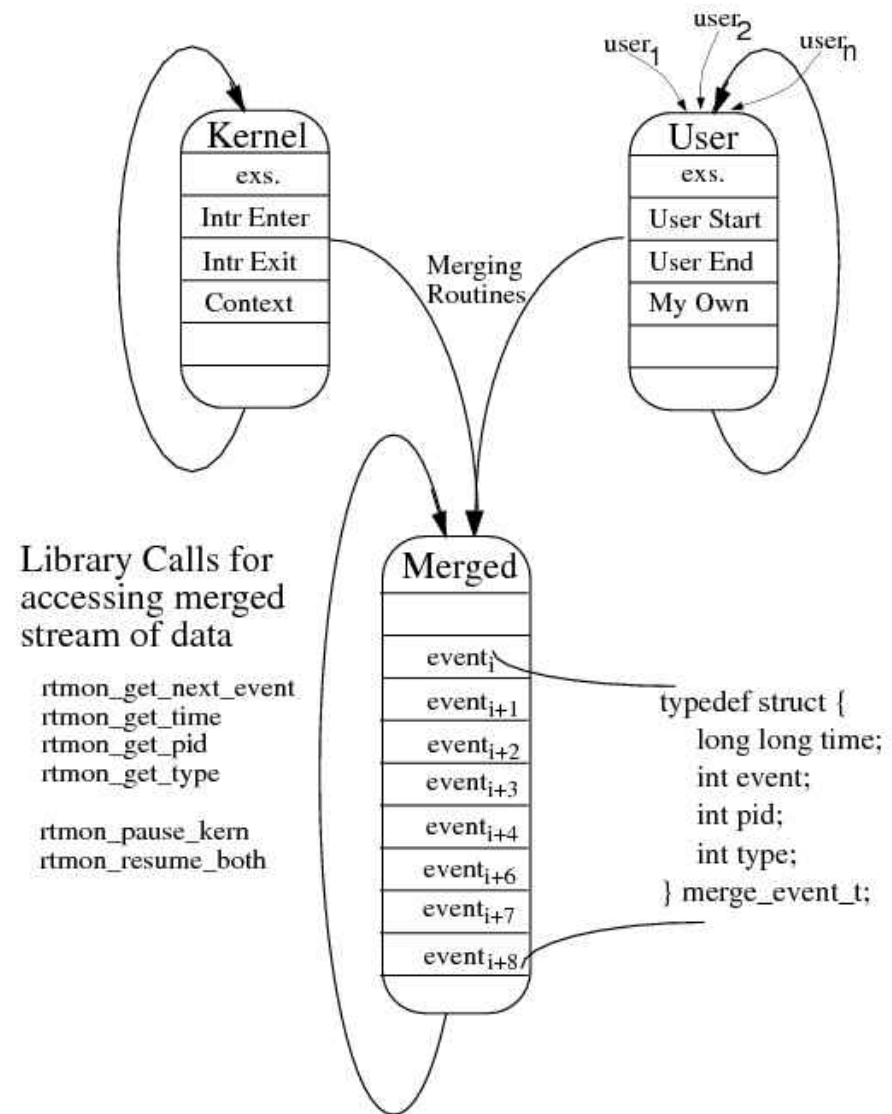 user1
user2
usern
Kernel
exs.
Intr Enter
Intr Exit
Context
User
exs.
User Start
User End
My Own
Merging
Routines
Library Calls for
accessing merged
stream of data
rtmon_get_next_event
rtmon_get_time
rtmon_get_pid
rtmon_get_type
rtmon_pause_kern
rtmon_resume_both
Merged
eventi
eventi+1
eventi+2
eventi+3
eventi+4
eventi+6
eventi+7
eventi+8
typedef struct {
long long time;
int event;
int pid;
int type;
} merge_event_t;